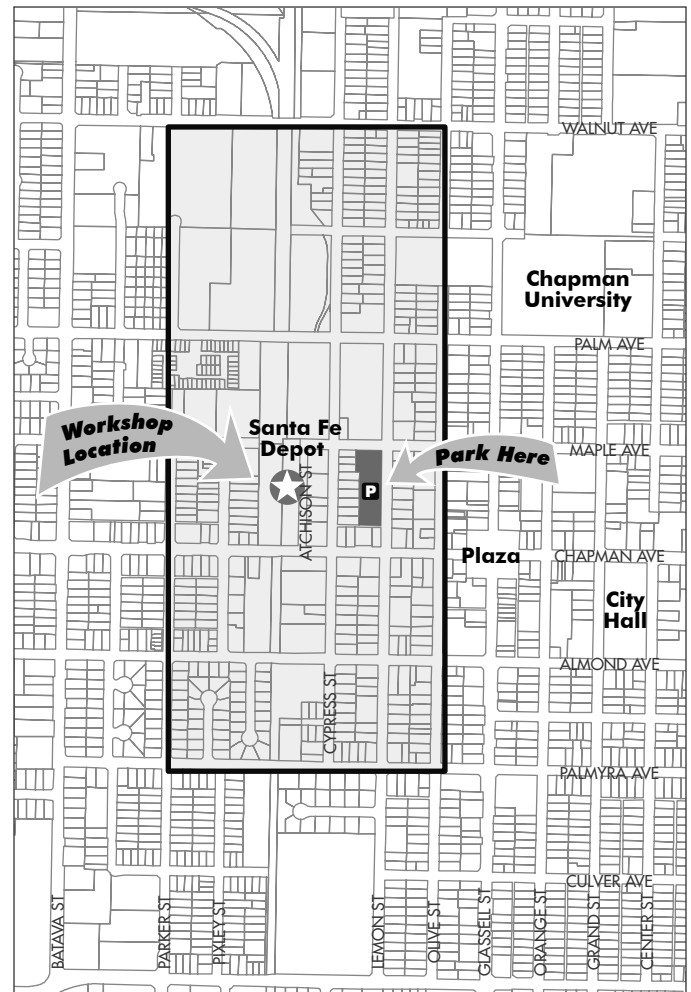 WALNUT AVE
Chapman
University
PALM AVE
Workshop
Location
Santa Fe
Depot
Park Here
MAPLE AVE
P
ATCHISON ST
Plaza
CHAPMAN AVE
City
Hall
ALMOND AVE
CYPRESS ST
PALMYRA AVE
CULVER AVE
BATAVA ST
PARKER ST
PIXLEY ST
LEMON ST
OLIVE ST
GLASSELL ST
ORANGE ST
GRAND ST
CENTER ST